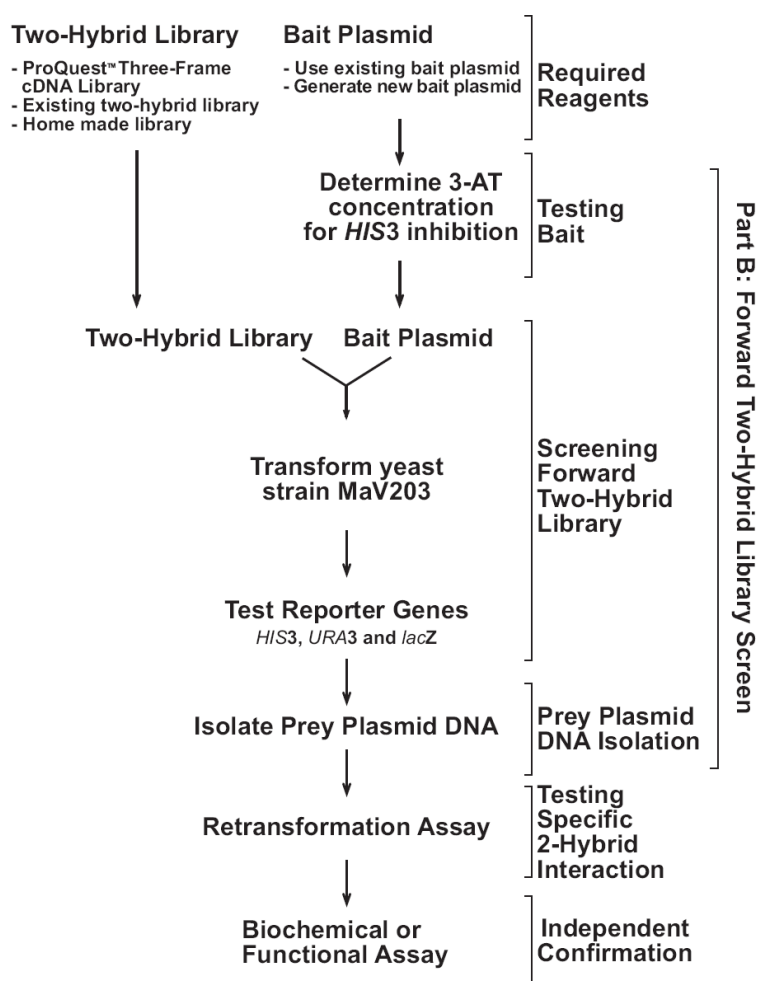 Two-Hybrid Library
- ProQuest™ Three-Frame
cDNA Library
- Existing two-hybrid library
- Home made library
Bait Plasmid
- Use existing bait plasmid
- Generate new bait plasmid
Required
Reagents
Determine 3-AT
concentration
for HIS3 inhibition
Testing
Bait
Two-Hybrid Library
Bait Plasmid
Transform yeast
strain MaV203
Test Reporter Genes
HIS3, URA3 and lacZ
Screening
Forward
Two-Hybrid
Library
Isolate Prey Plasmid DNA
Prey Plasmid
DNA Isolation
Part B: Forward Two-Hybrid Library Screen
Retransformation Assay
Testing
Specific
2-Hybrid
Interaction
Biochemical or
Functional Assay
Independent
Confirmation